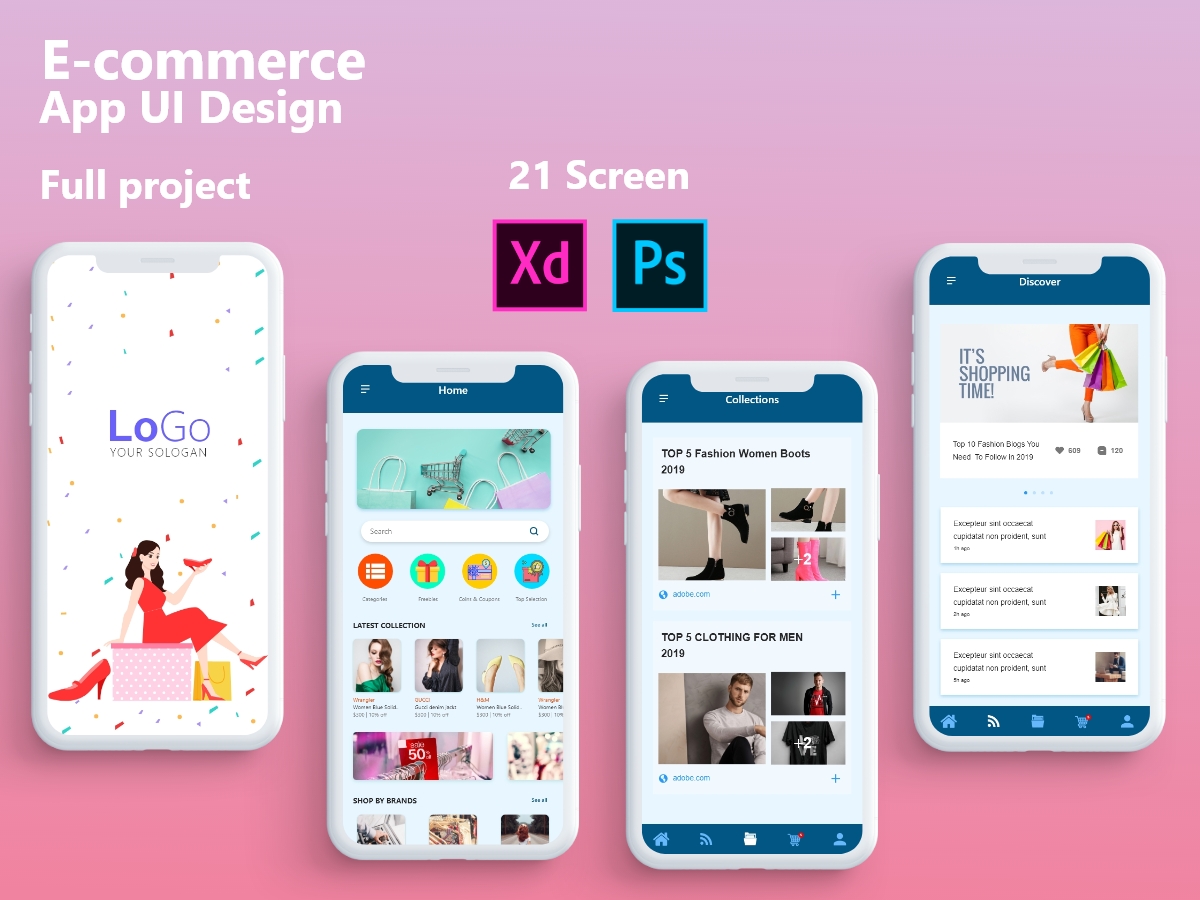 E-commerce
App UI Design
Full project
21 Screen
Xd
Ps
LoGo
YOUR SOLOGAN
Home
Search
Categories
Freebies
Coins & Coupons
Top Selection
LATEST COLLECTION
See all
Wrangler
Women Blue Solid..
$300 | 10% off
GUCCI
Gucci denim jackt
$300 | 10% off
H&M
Women Blue Solid..
$300 | 10% off
Wrangler
Women Blue
$300 | 10%
sale
50%
SHOP BY BRANDS
See all
Collections
TOP 5 Fashion Women Boots
2019
+2
adobe.com
+
TOP 5 CLOTHING FOR MEN
2019
+2
adobe.com
+
Discover
IT'S
SHOPPING
TIME!
Top 10 Fashion Blogs You
Need To Follow In 2019
609
120
Excepteur sint occaecat
cupidatat non proident, sunt
1h ago
Excepteur sint occaecat
cupidatat non proident, sunt
2h ago
Excepteur sint occaecat
cupidatat non proident, sunt
5h ago